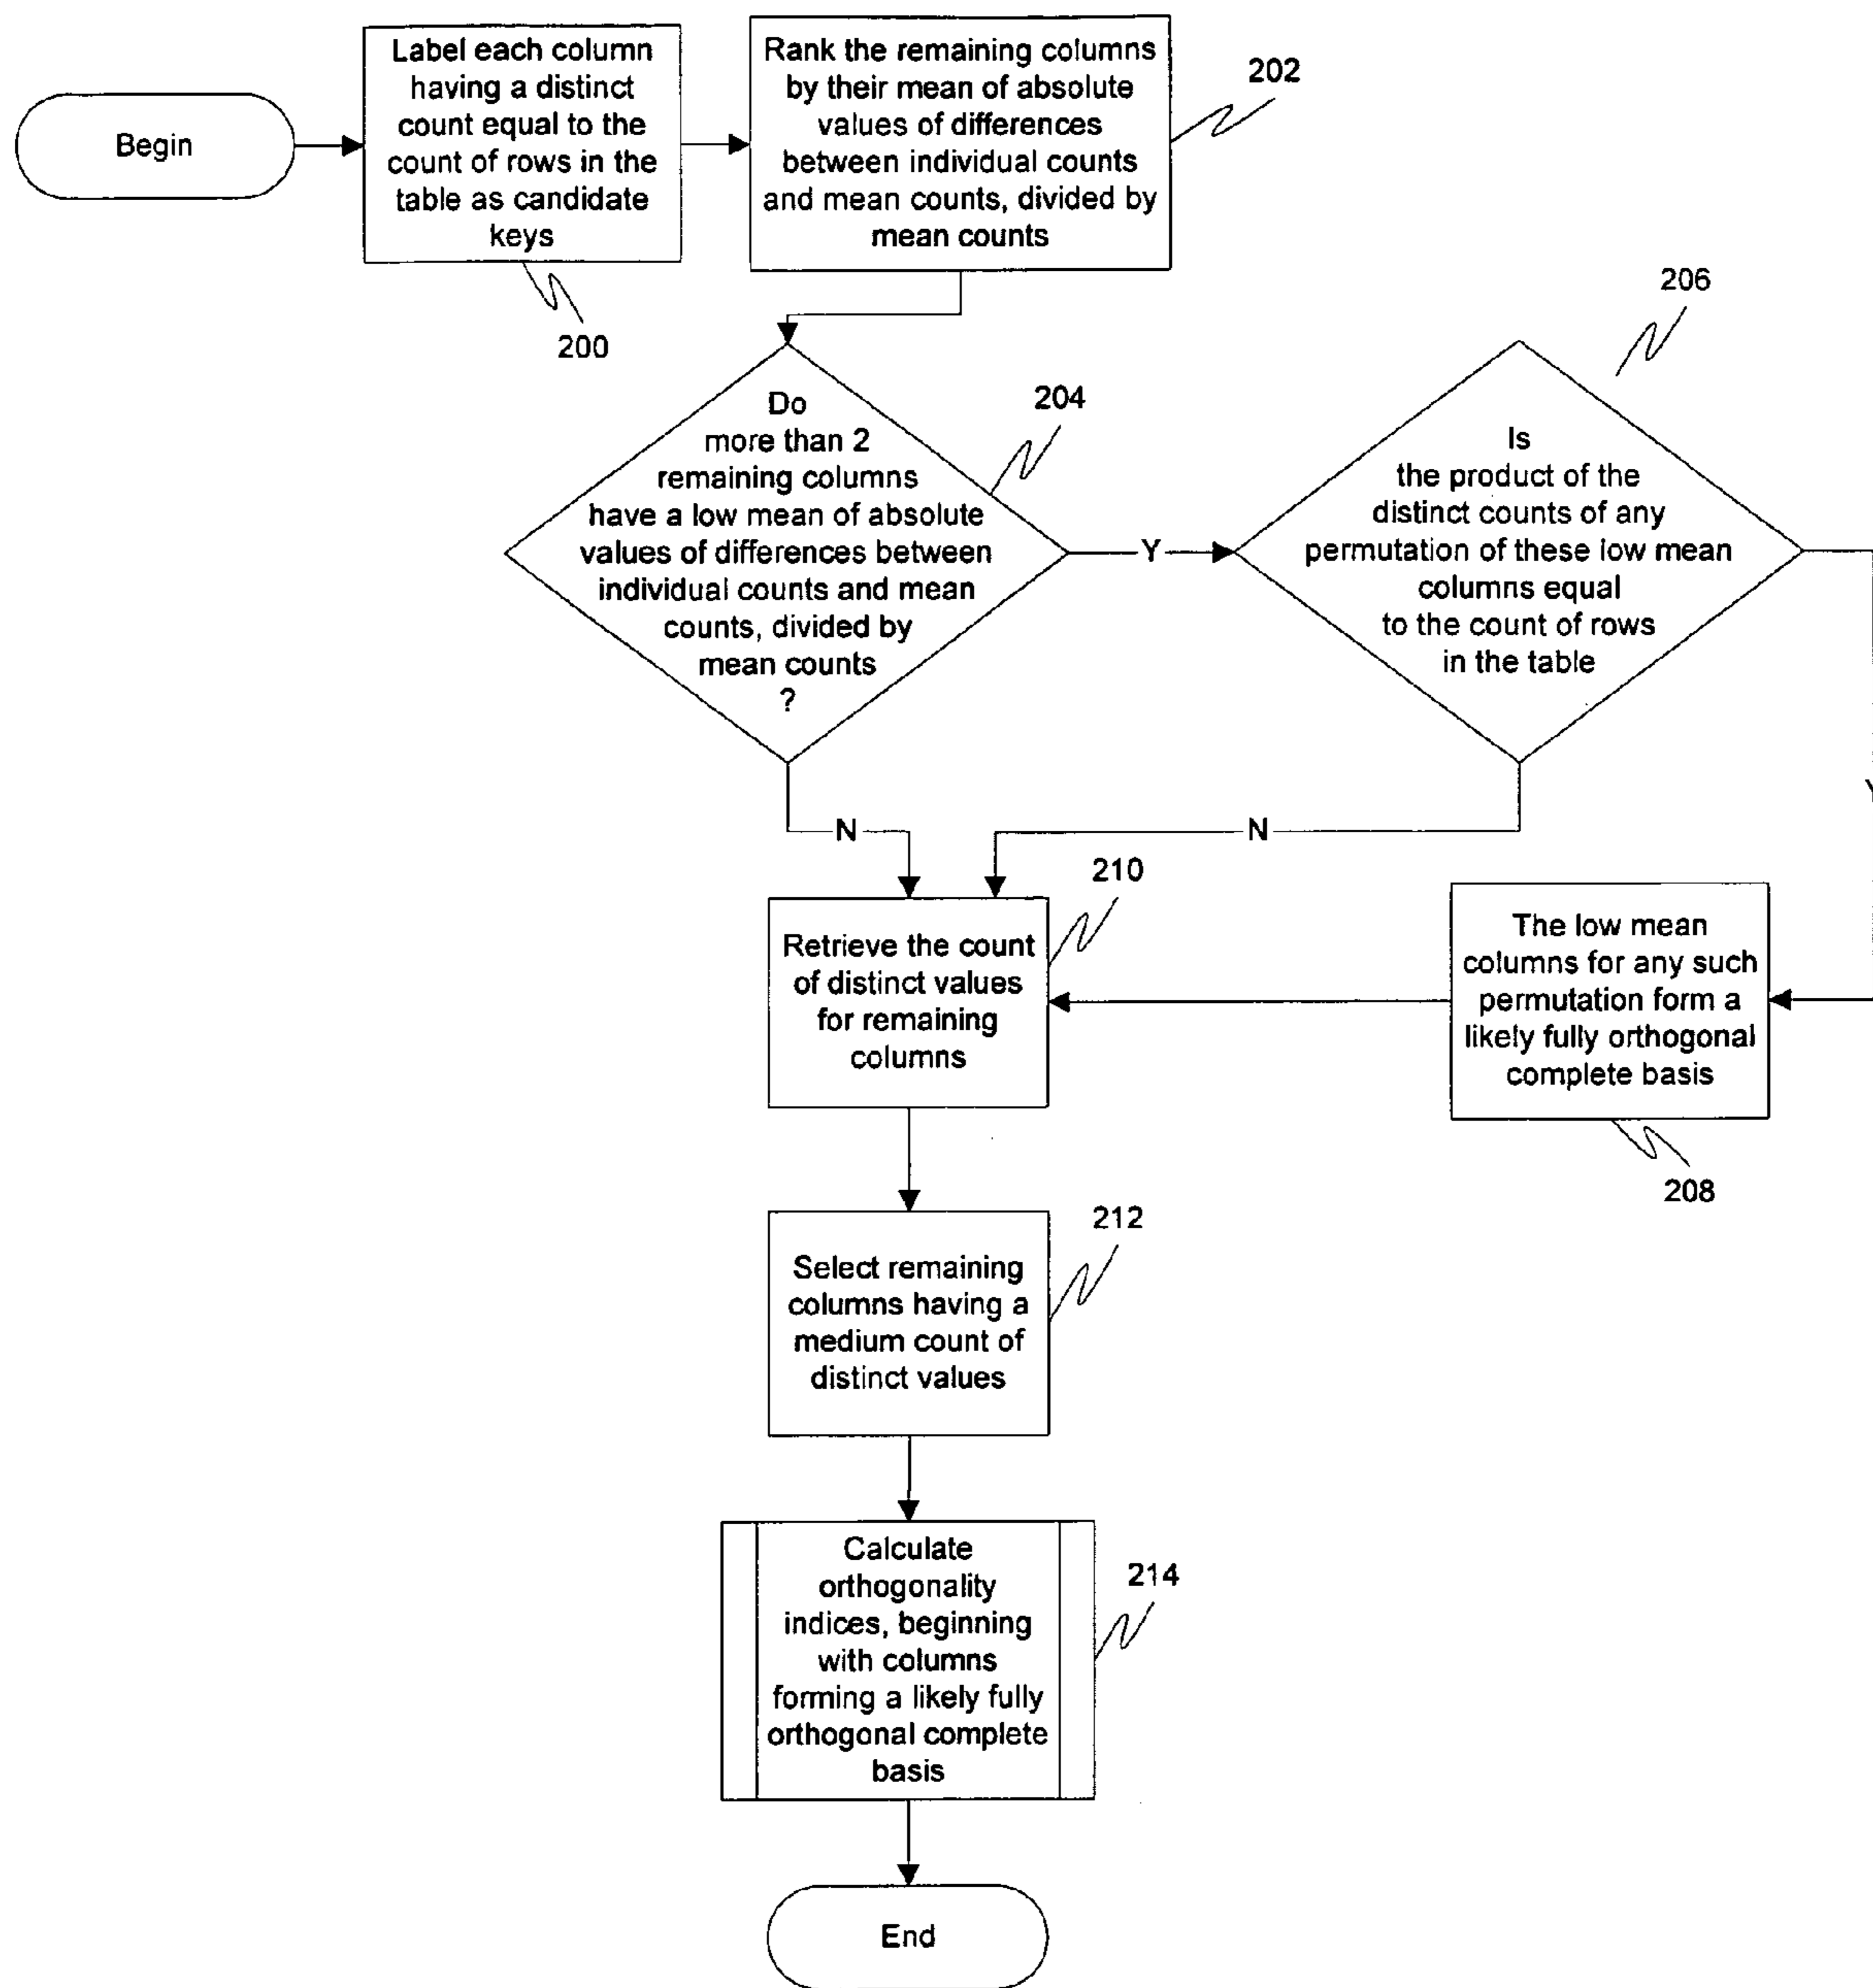 Begin
Label each column
having a distinct
count equal to the
count of rows in the
table as candidate
keys
200
Rank the remaining columns
by their mean of absolute
values of differences
between individual counts
and mean counts, divided by
mean counts
202
Do
more than 2
remaining columns
have a low mean of absolute
values of differences between
individual counts and mean
counts, divided by
mean counts
?
204
Y
Is
the product of the
distinct counts of any
permutation of these low mean
columns equal
to the count of rows
in the table
206
Y
N
N
The low mean
columns for any such
permutation form a
likely fully orthogonal
complete basis
208
Retrieve the count
of distinct values
for remaining
columns
210
Select remaining
columns having a
medium count of
distinct values
212
Calculate
orthogonality
indices, beginning
with columns
forming a likely fully
orthogonal complete
basis
214
End